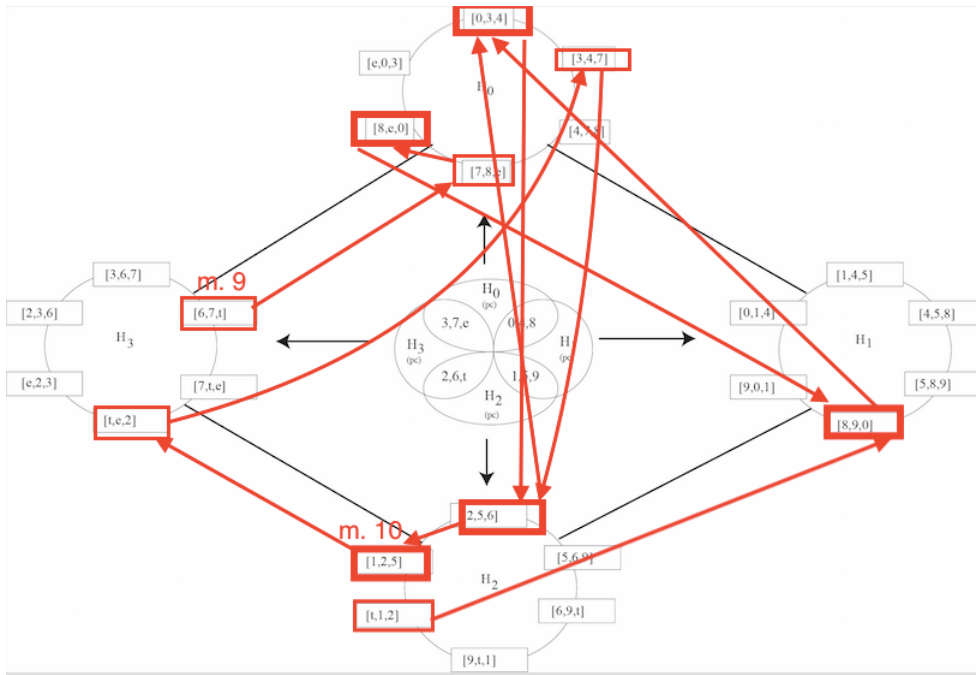 [0,3,4]
[e,0,3]
[3,4,7]
H0
[8,e,0]
[7,8,e]
[3,6,7]
m. 9
[2,3,6]
[6,7,t]
H3
[e,2,3]
[7,t,e]
[t,e,2]
H0
(pc)
3,7,e
H3
(pc)
2,6,t
H2
(pc)
[1,4,5]
[0,1,4]
[4,5,8]
H1
[9,0,1]
[5,8,9]
[8,9,0]
2,5,6]
m. 10
[1,2,5]
[5,6,9]
H2
[t,1,2]
[6,9,t]
[9,t,1]